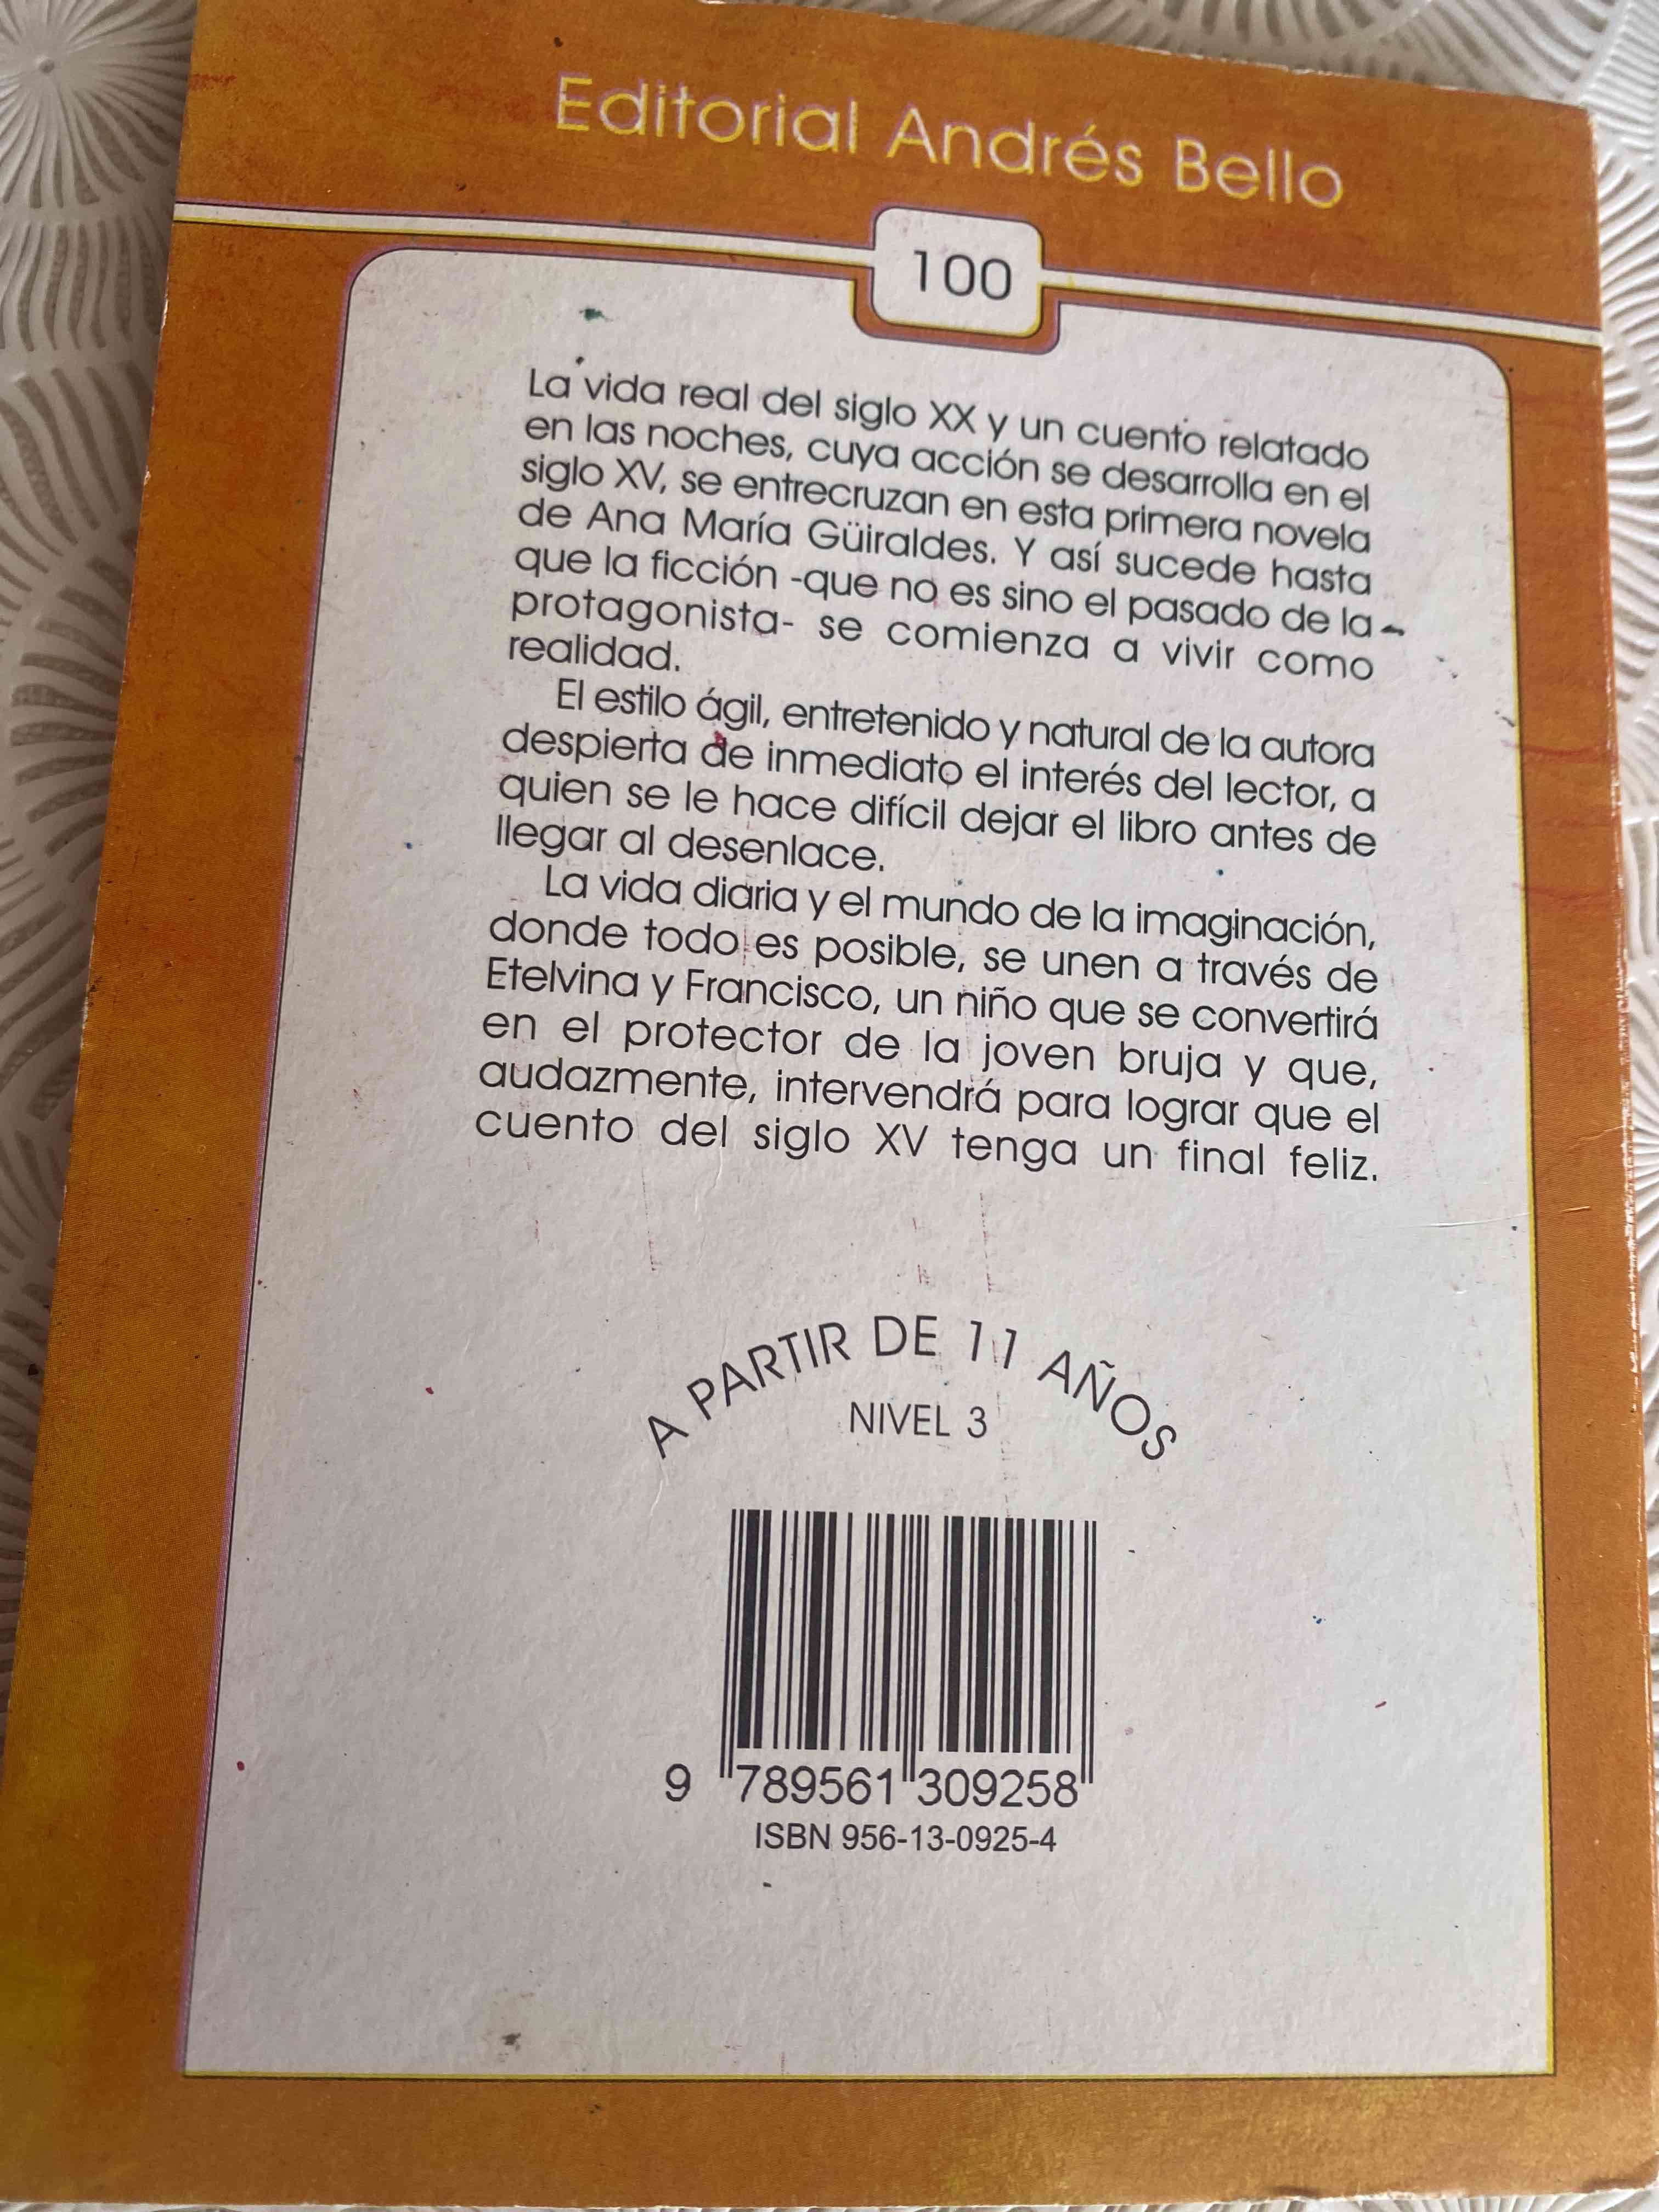 Editorial Andrés Bello
100
La vida real del siglo XX y un cuento relatado
en las noches, cuya acción se desarrolla en el
siglo XV, se entrecruzan en esta primera novela
de Ana María Güiraldes. Y así sucede hasta
que la ficción -que no es sino el pasado de la
protagonista- se comienza a vivir como
realidad.
El estilo ágil, entretenido y natural de la autora
despierta de inmediato el interés del lector, a
quien se le hace difícil dejar el libro antes de
llegar al desenlace.
La vida diaria y el mundo de la imaginación,
donde todo es posible, se unen a través de
Etelvina y Francisco, un niño que se convertirá
en el protector de la joven bruja y que,
audazmente, intervendrá para lograr que el
cuento del siglo XV tenga un final feliz.
A PARTIR DE 11 AÑOS
NIVEL 3
9 789561 309258
ISBN 956-13-0925-4